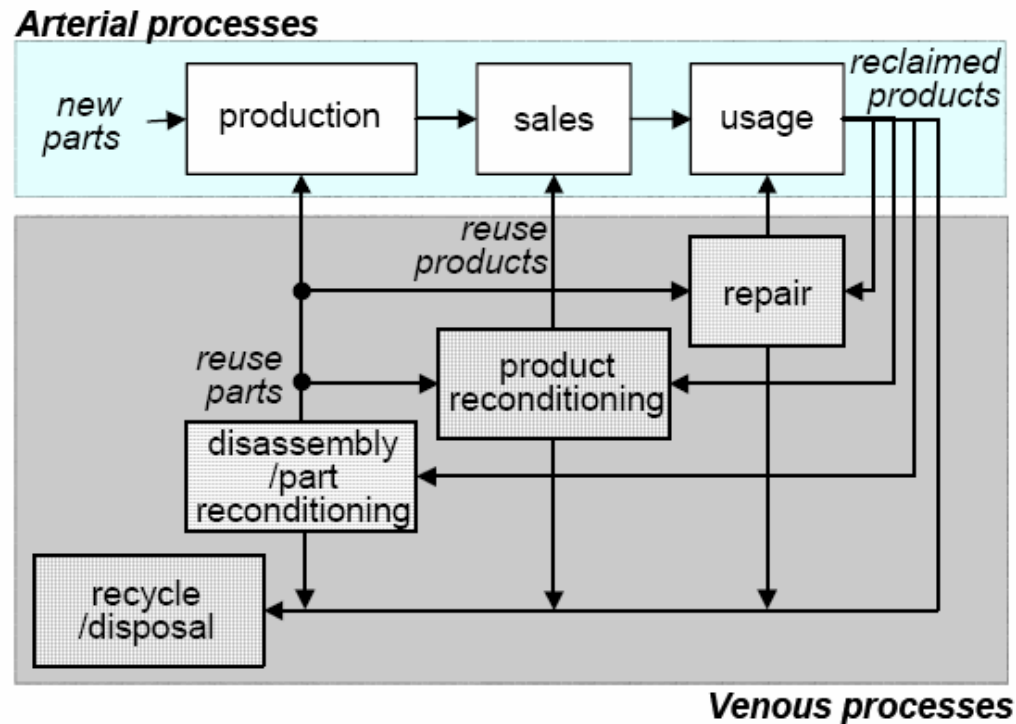 Arterial processes
new
parts
production
sales
usage
reclaimed
products
reuse
products
repair
reuse
parts
product
reconditioning
disassembly
/part
reconditioning
recycle
/disposal
Venous processes